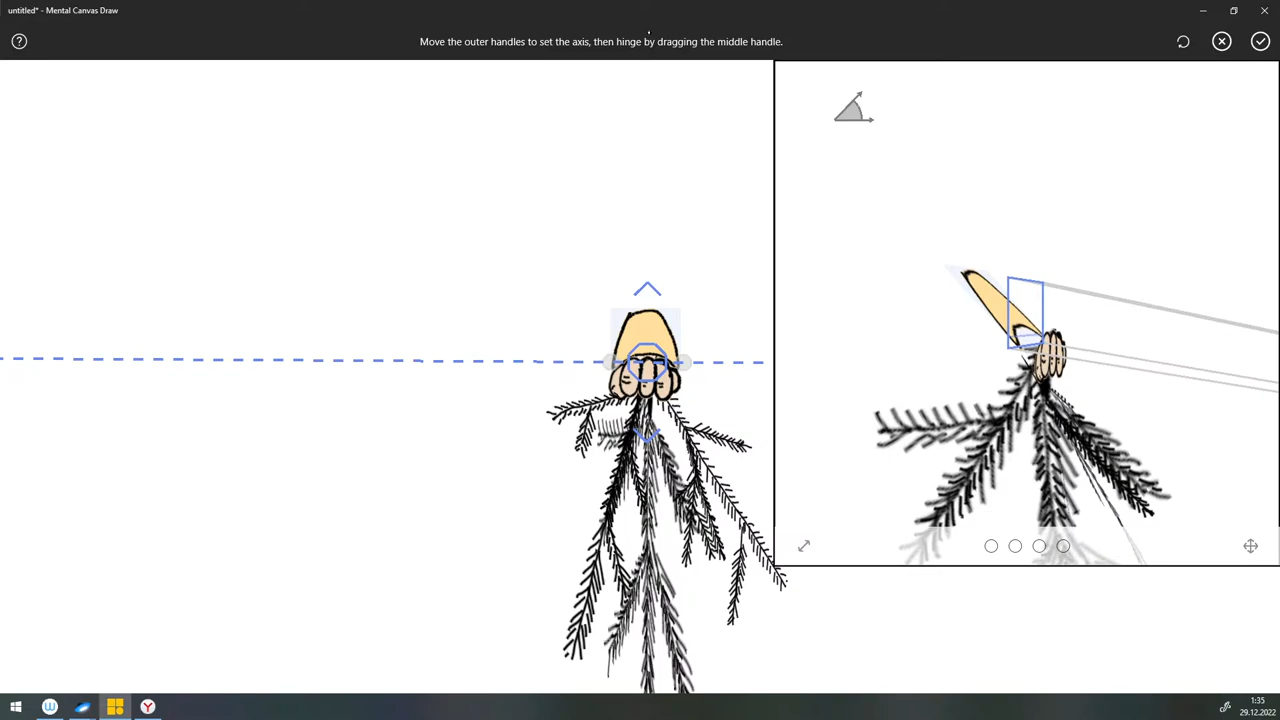 untitled* - Mental Canvas Draw
Move the outer handles to set the axis, then hinge by dragging the middle handle.
1:35
29.12.2022